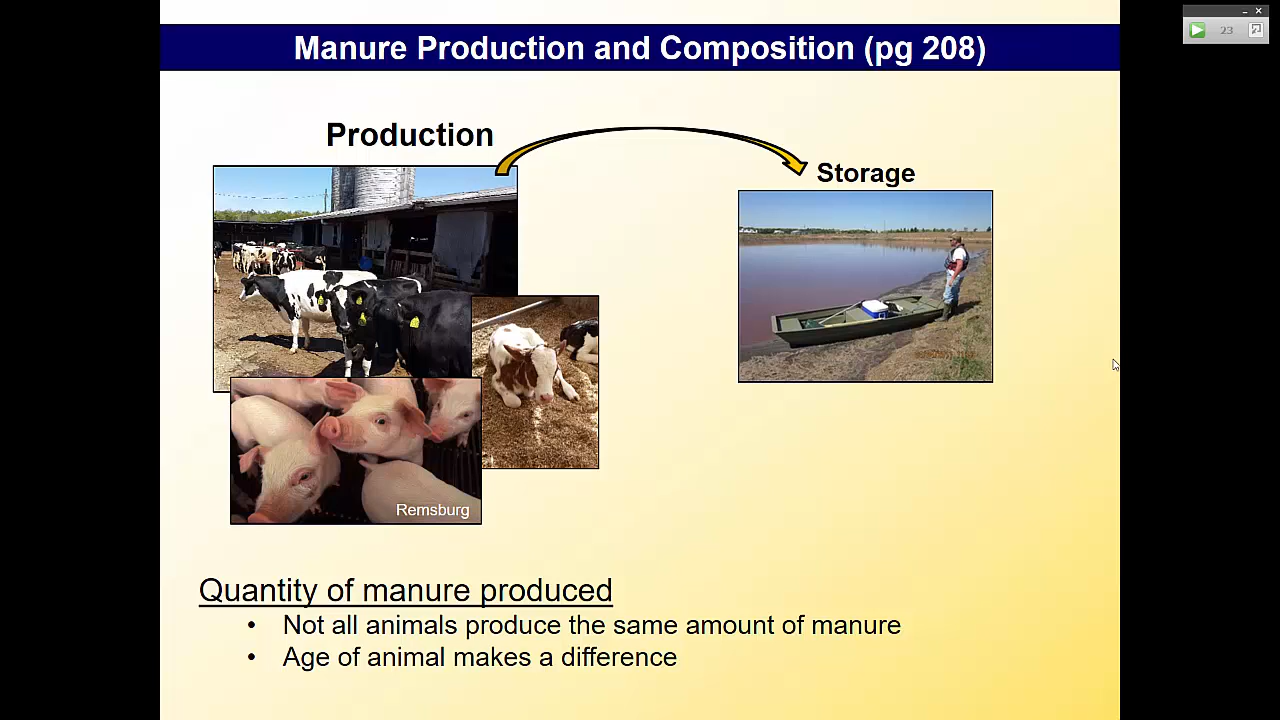 Manure Production and Composition (pg 208)
Production
Storage
Remsburg
Quantity of manure produced
• Not all animals produce the same amount of manure
• Age of animal makes a difference
23